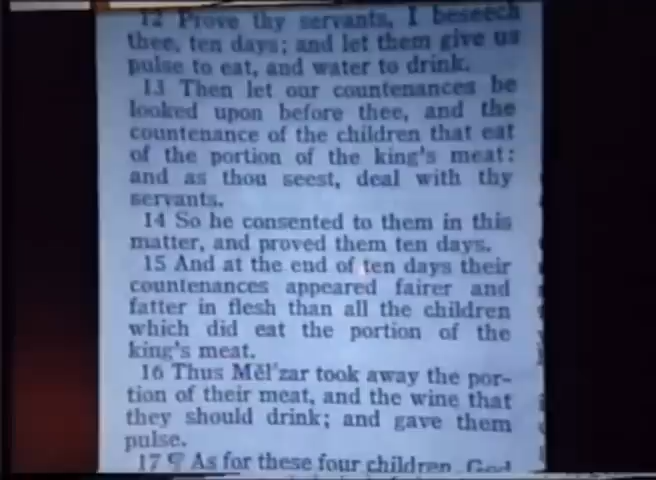 12 Prove thy servants, I beseech
thee, ten days; and let them give us
pulse to eat, and water to drink.
13 Then let our countenances be
looked upon before thee, and the
countenance of the children that eat
of the portion of the king's meat:
and as thou seest, deal with thy
servants.
14 So he consented to them in this
matter, and proved them ten days.
15 And at the end of ten days their
countenances appeared fairer and
fatter in flesh than all the children
which did eat the portion of the
king's meat.
16 Thus Mĕl'zar took away the por-
tion of their meat, and the wine that
they should drink; and gave them
pulse.
17 ¶ As for these four children, God